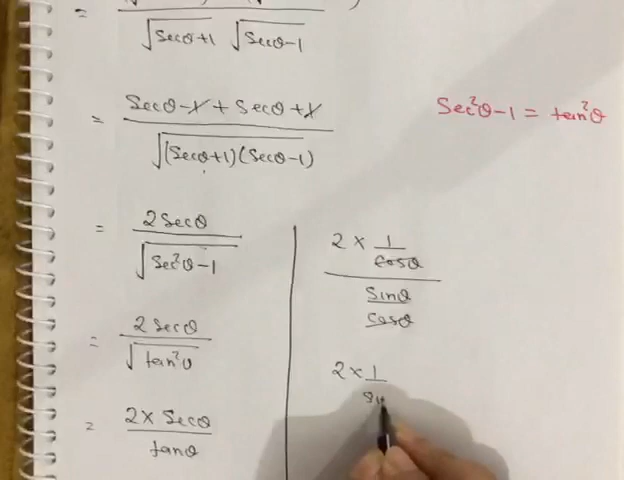 = √secθ+1 √secθ-1
= secθ-1 + secθ+1 / √(secθ+1)(secθ-1)
sec²θ-1 = tan²θ
= 2secθ / √sec²θ-1
= 2secθ / √tan²θ
= 2 × secθ / tanθ
2 × 1/cosθ
sinθ/cosθ
2 × 1
si